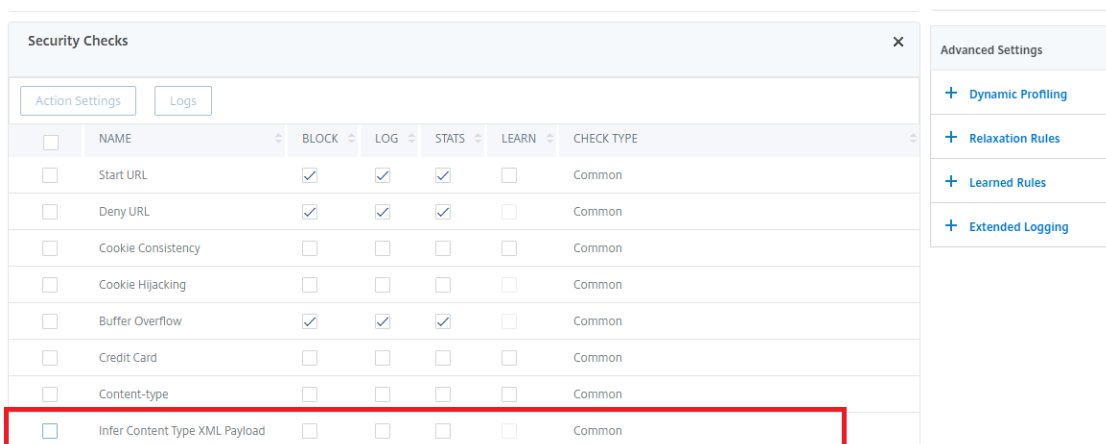 Security Checks
Action Settings Logs
NAME BLOCK LOG STATS LEARN CHECK TYPE
Start URL Common
Deny URL Common
Cookie Consistency Common
Cookie Hijacking Common
Buffer Overflow Common
Credit Card Common
Content-type Common
Infer Content Type XML Payload Common
Advanced Settings
+ Dynamic Profiling
+ Relaxation Rules
+ Learned Rules
+ Extended Logging